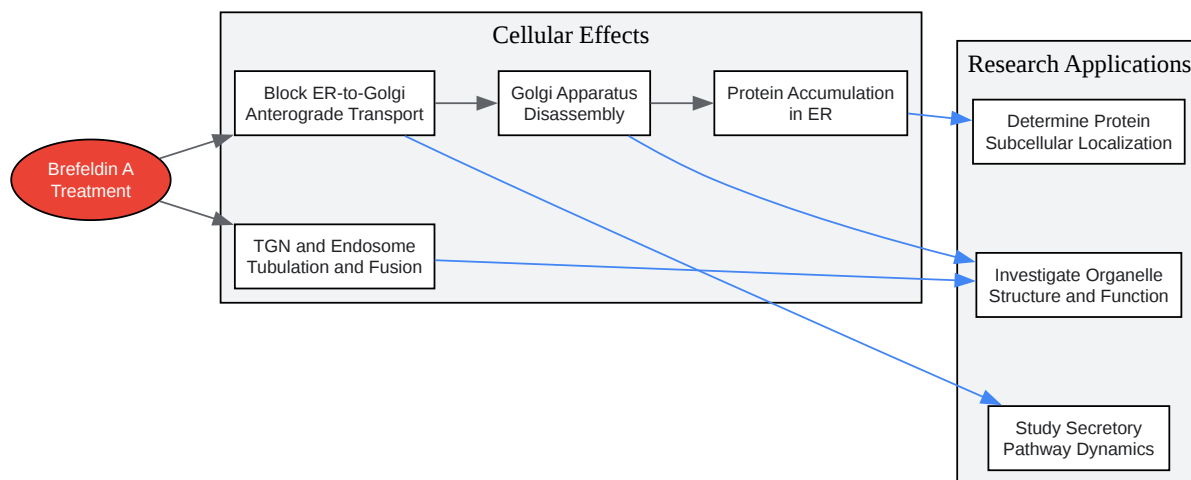 Cellular Effects
Research Applications
Block ER-to-Golgi
Anterograde Transport
Golgi Apparatus
Disassembly
Protein Accumulation
in ER
Determine Protein
Subcellular Localization
Brefeldin A
Treatment
TGN and Endosome
Tubulation and Fusion
Investigate Organelle
Structure and Function
Study Secretory
Pathway Dynamics